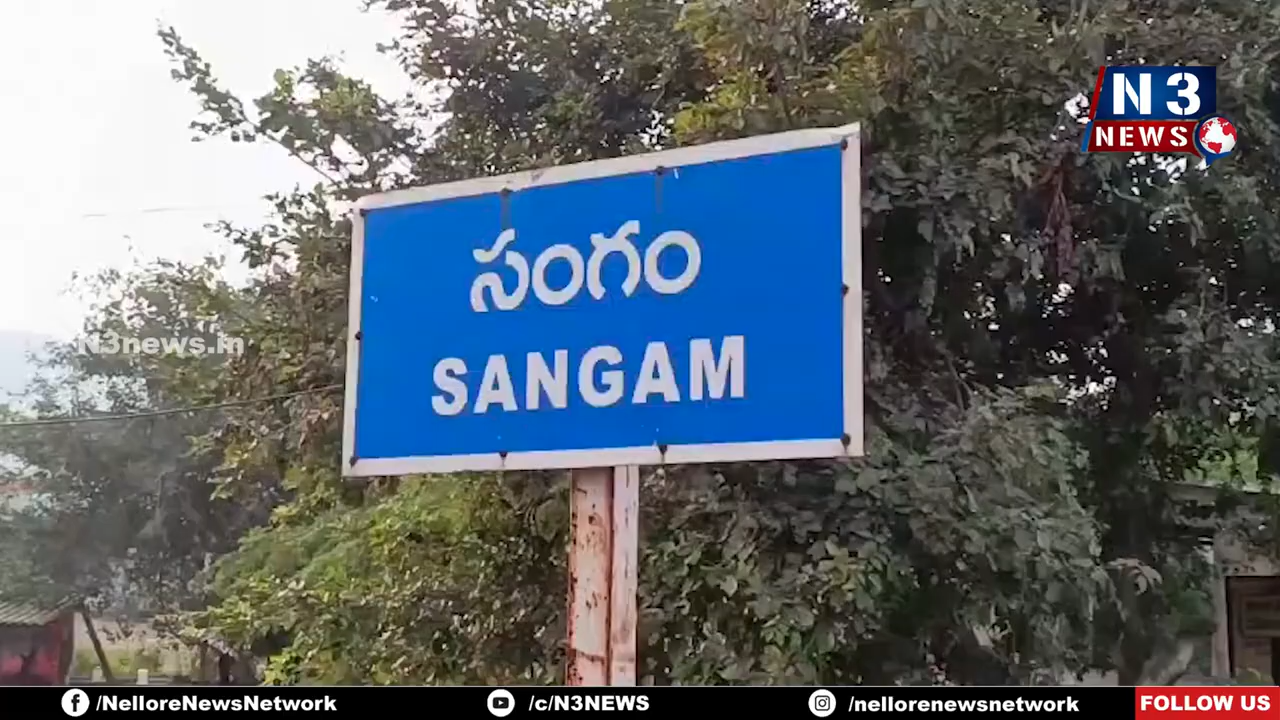 N3
NEWS
సంగం
SANGAM
N3news.in
/NelloreNewsNetwork
/c/N3NEWS
/nellorenewsnetwork
FOLLOW US